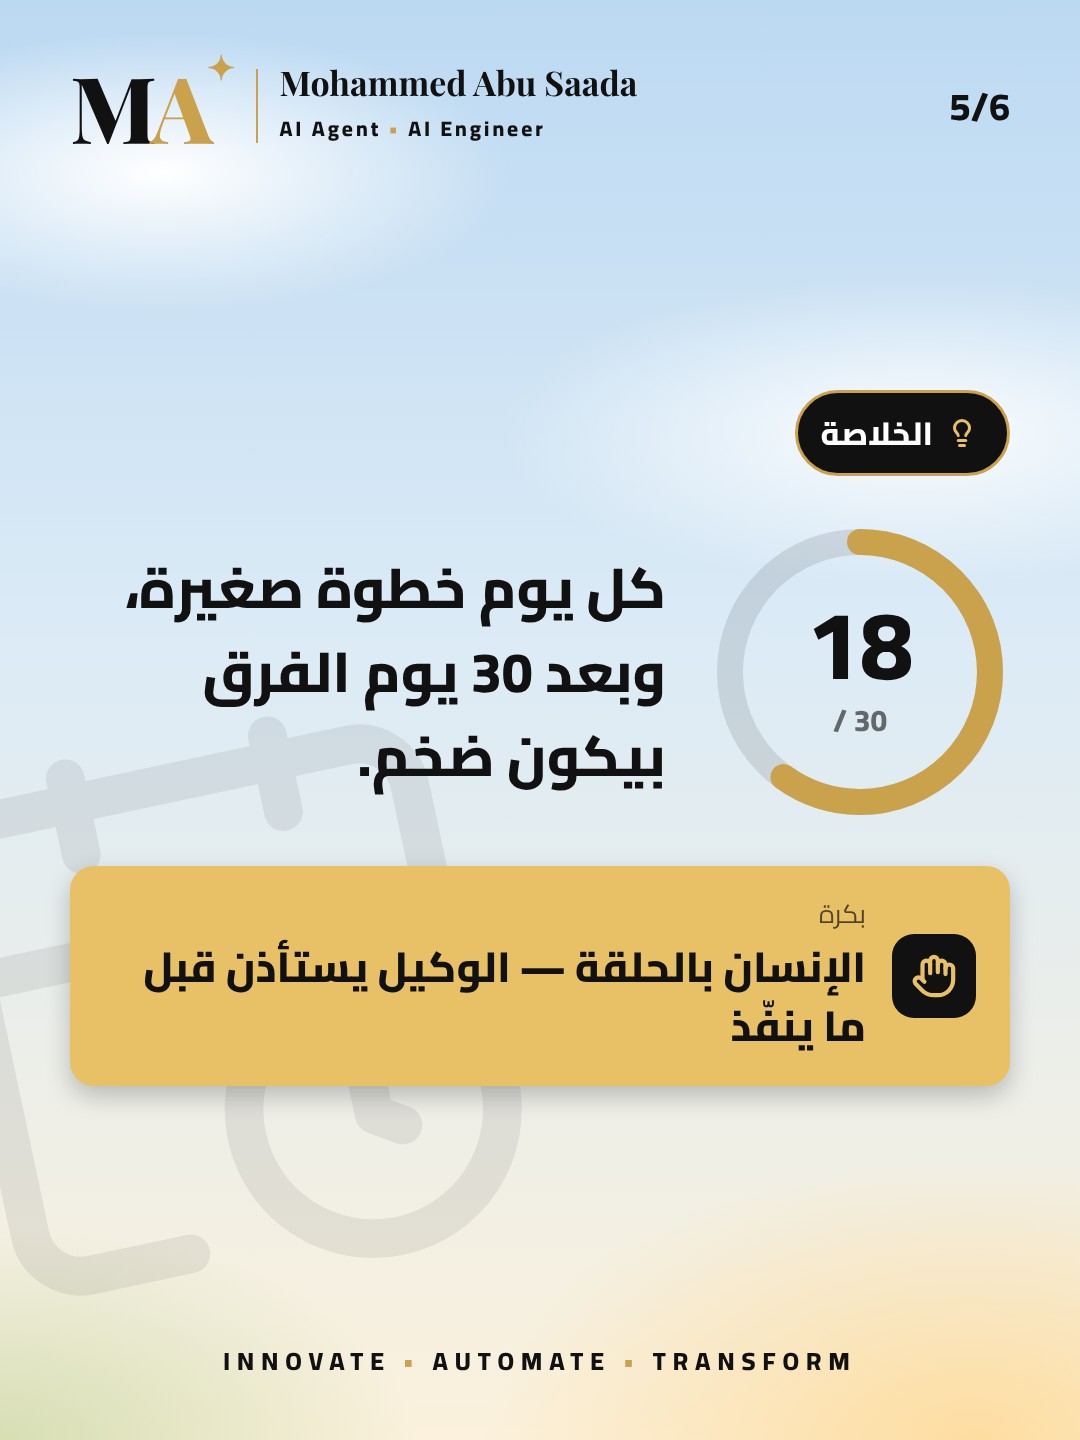 MA
Mohammed Abu Saada
AI Agent ▪ AI Engineer
5/6
الخلاصة
18
/ 30
كل يوم خطوة صغيرة،
وبعد 30 يوم الفرق
بيكون ضخم.
بكرة
الإنسان بالحلقة — الوكيل يستأذن قبل
ما ينفّذ
INNOVATE ▪ AUTOMATE ▪ TRANSFORM